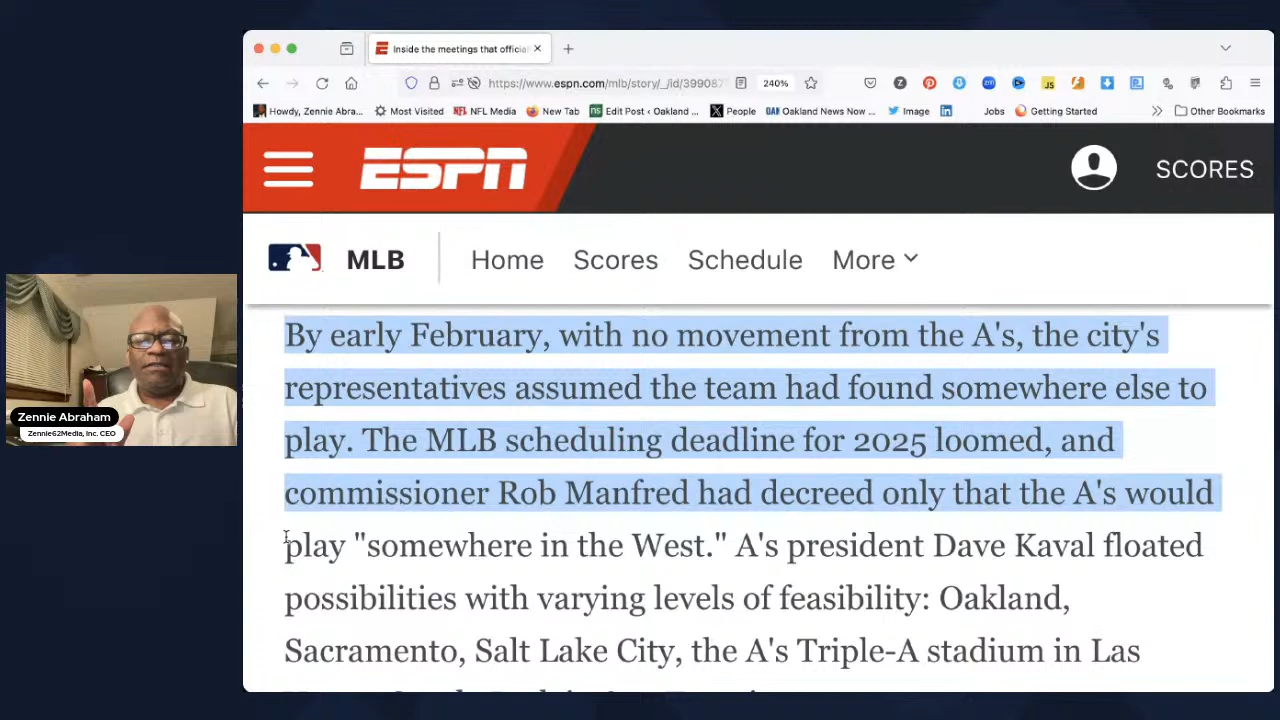 Inside the meetings that officia
https://www.espn.com/mlb/story/_/id/39908
240%
Howdy, Zennie Abra...
Most Visited
NFL Media
New Tab
Edit Post ‹ Oakland ...
People
Oakland News Now ...
Image
Jobs
Getting Started
Other Bookmarks
ESPN
SCORES
MLB
Home
Scores
Schedule
More
By early February, with no movement from the A's, the city's
representatives assumed the team had found somewhere else to
play. The MLB scheduling deadline for 2025 loomed, and
commissioner Rob Manfred had decreed only that the A's would
play "somewhere in the West." A's president Dave Kaval floated
possibilities with varying levels of feasibility: Oakland,
Sacramento, Salt Lake City, the A's Triple-A stadium in Las
Zennie Abraham
Zennie62Media, Inc. CEO